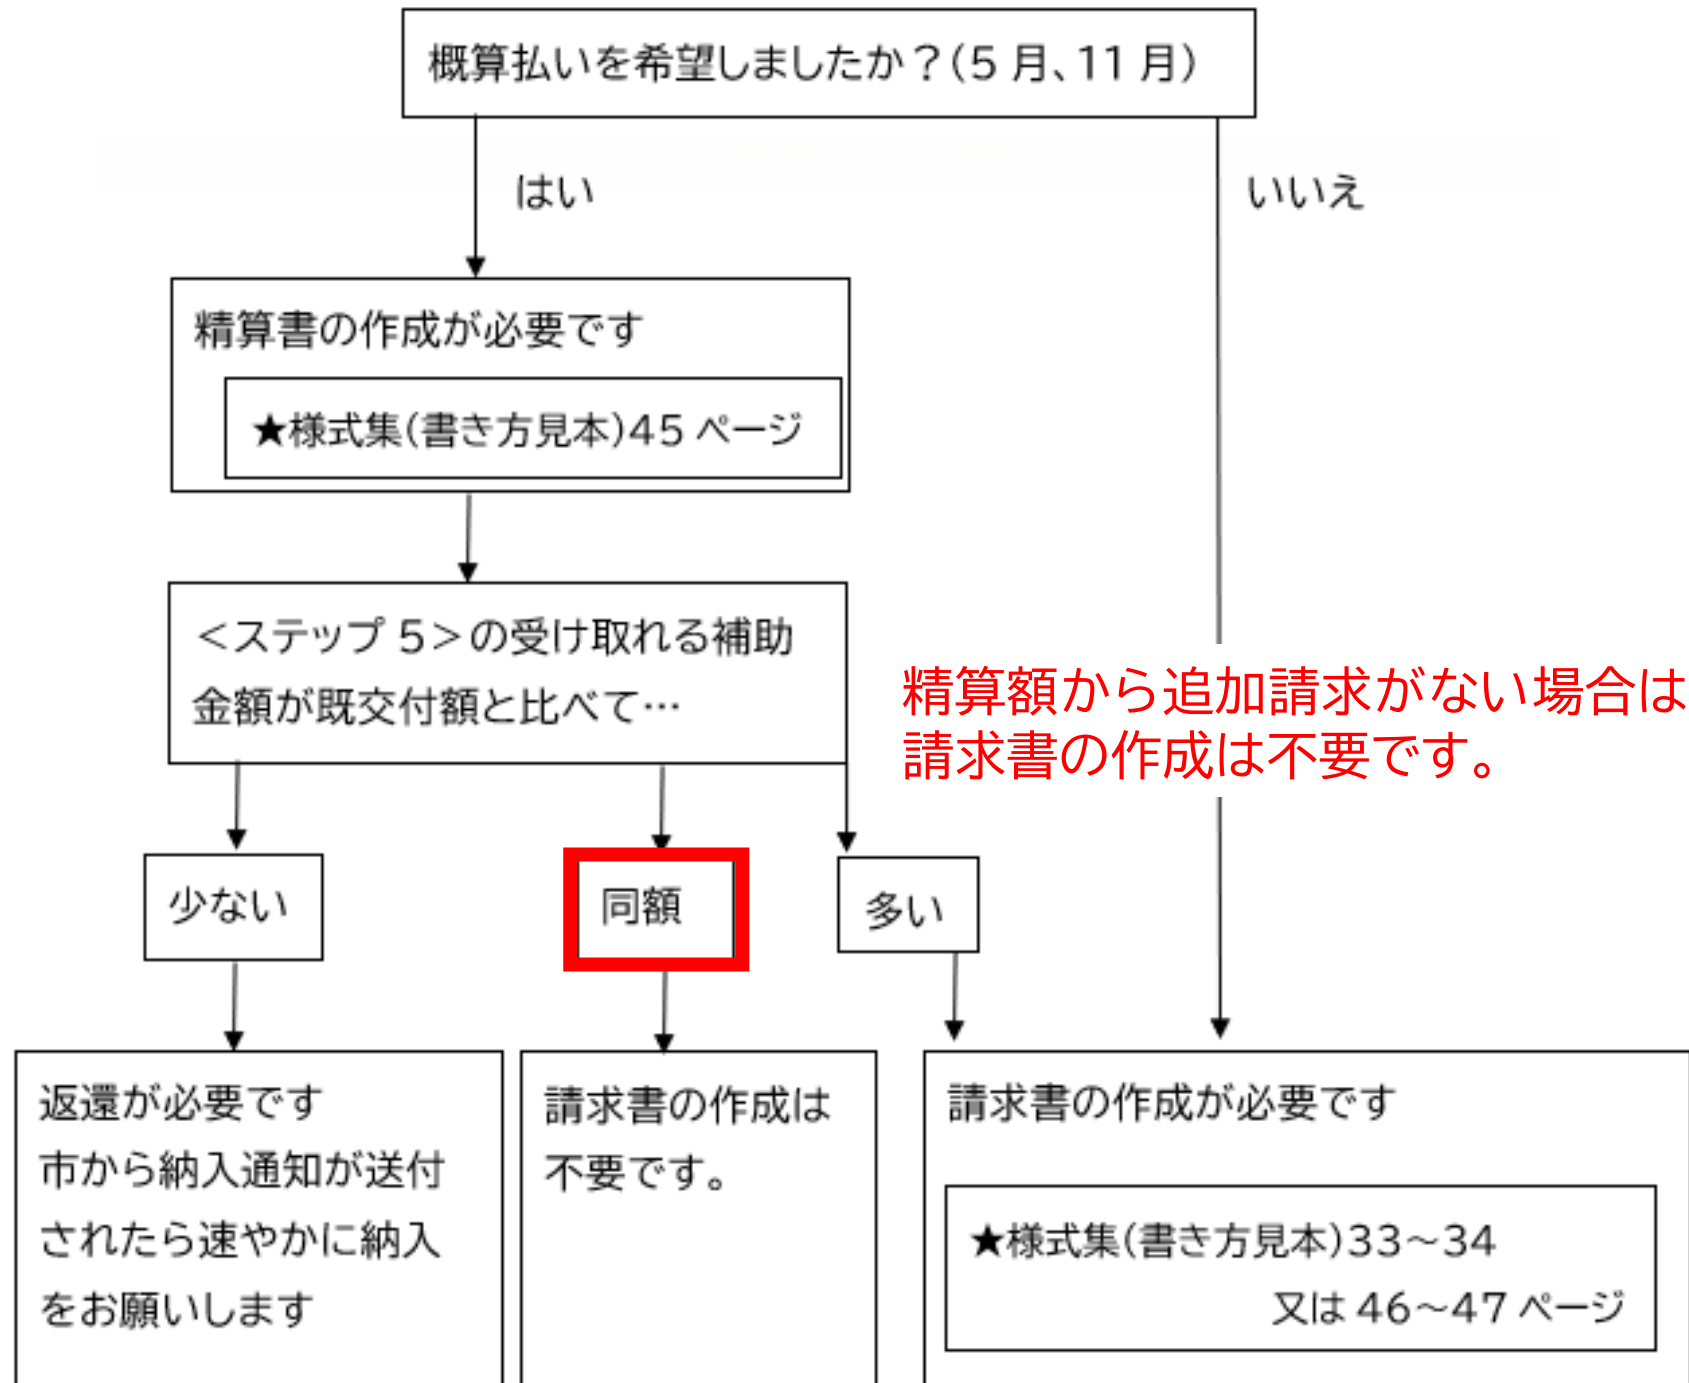 概算払いを希望しましたか？（5 月、11 月）
はい
いいえ
精算書の作成が必要です
★様式集（書き方見本）45 ページ
＜ステップ 5＞の受け取れる補助
金額が既交付額と比べて…
精算額から追加請求がない場合は
請求書の作成は不要です。
少ない
同額
多い
返還が必要です
市から納入通知が送付
されたら速やかに納入
をお願いします
請求書の作成は
不要です。
請求書の作成が必要です
★様式集（書き方見本）33～34
又は 46～47 ページ